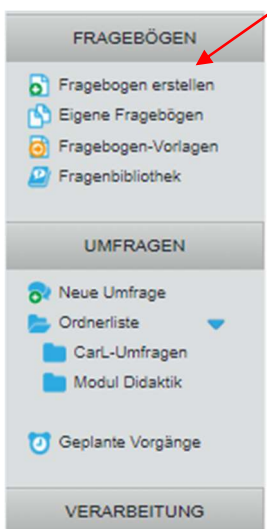 FRAGEBÖGEN
Fragebogen erstellen
Eigene Fragebögen
Fragebogen-Vorlagen
Fragenbibliothek
UMFRAGEN
Neue Umfrage
Ordnerliste
CarL-Umfragen
Modul Didaktik
Geplante Vorgänge
VERARBEITUNG